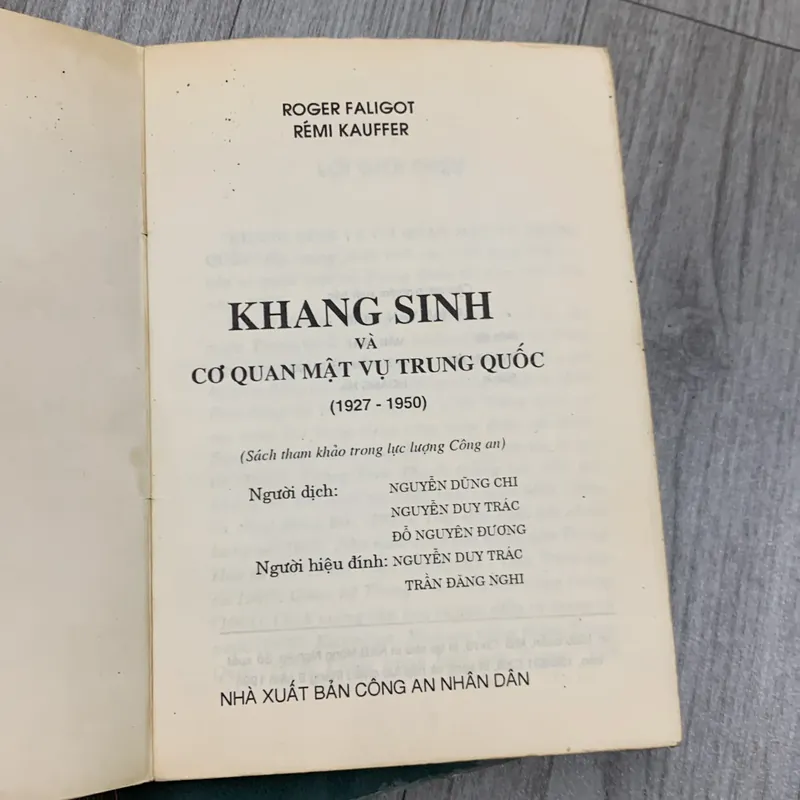 ROGER FALIGOT
RÉMI KAUFFER
KHANG SINH
VÀ
CƠ QUAN MẬT VỤ TRUNG QUỐC
(1927 - 1950)
(Sách tham khảo trong lực lượng Công an)
Người dịch: NGUYỄN DŨNG CHI
NGUYỄN DUY TRÁC
ĐỖ NGUYÊN ĐƯƠNG
Người hiệu đính: NGUYỄN DUY TRÁC
TRẦN ĐĂNG NGHI
NHÀ XUẤT BẢN CÔNG AN NHÂN DÂN